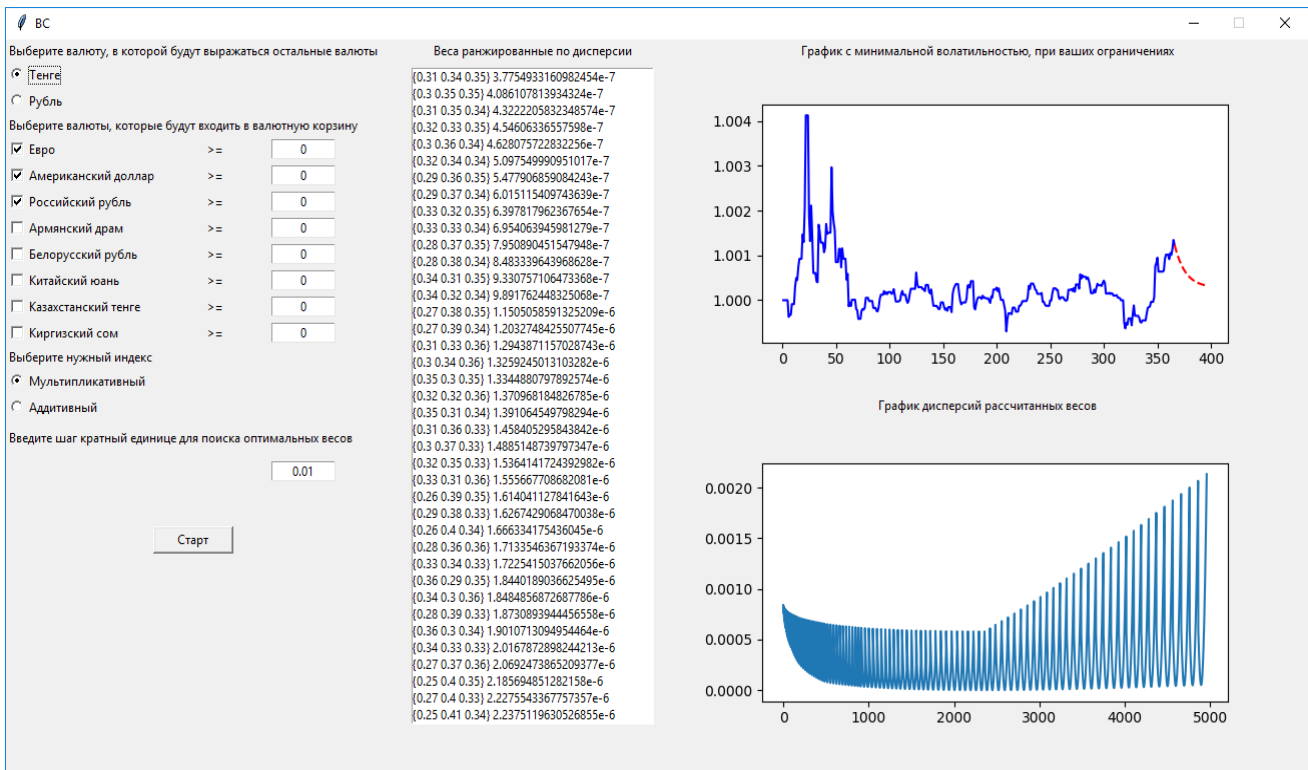 ВС
Выберите валюту, в которой будут выражаться остальные валюты
Тенге
Рубль
Выберите валюты, которые будут входить в валютную корзину
Евро >= 0
Американский доллар >= 0
Российский рубль >= 0
Армянский драм >= 0
Белорусский рубль >= 0
Китайский юань >= 0
Казахстанский тенге >= 0
Киргизский сом >= 0
Выберите нужный индекс
Мультипликативный
Аддитивный
Введите шаг кратный единице для поиска оптимальных весов
0.01
Старт
Веса ранжированные по дисперсии
{0.31 0.34 0.35} 3.7754933160982454e-7
{0.3 0.35 0.35} 4.086107813934324e-7
{0.31 0.35 0.34} 4.3222205832348574e-7
{0.32 0.33 0.35} 4.54606336557598e-7
{0.3 0.36 0.34} 4.628075722832256e-7
{0.32 0.34 0.34} 5.097549990951017e-7
{0.29 0.36 0.35} 5.477906859084243e-7
{0.29 0.37 0.34} 6.015115409743639e-7
{0.33 0.32 0.35} 6.397817962367654e-7
{0.33 0.33 0.34} 6.954063945981279e-7
{0.28 0.37 0.35} 7.950890451547948e-7
{0.28 0.38 0.34} 8.483339643968628e-7
{0.34 0.31 0.35} 9.330757106473368e-7
{0.34 0.32 0.34} 9.891762448325068e-7
{0.27 0.38 0.35} 1.1505058591325209e-6
{0.27 0.39 0.34} 1.2032748425507745e-6
{0.31 0.33 0.36} 1.2943871157028743e-6
{0.3 0.34 0.36} 1.3259245013103282e-6
{0.35 0.3 0.35} 1.3344880797892574e-6
{0.32 0.32 0.36} 1.370968184826785e-6
{0.35 0.31 0.34} 1.391064549798294e-6
{0.31 0.36 0.33} 1.458405295843842e-6
{0.3 0.37 0.33} 1.4885148739797347e-6
{0.32 0.35 0.33} 1.5364141724392982e-6
{0.33 0.31 0.36} 1.555667708682081e-6
{0.26 0.39 0.35} 1.614041127841643e-6
{0.29 0.38 0.33} 1.6267429068470038e-6
{0.26 0.4 0.34} 1.666334175436045e-6
{0.28 0.36 0.36} 1.7133546367193374e-6
{0.33 0.34 0.33} 1.7225415037662056e-6
{0.36 0.29 0.35} 1.8440189036625495e-6
{0.34 0.3 0.36} 1.8484856872687786e-6
{0.28 0.39 0.33} 1.8730893944456558e-6
{0.36 0.3 0.34} 1.9010713094954464e-6
{0.34 0.33 0.33} 2.0167872898244213e-6
{0.27 0.37 0.36} 2.0692473865209377e-6
{0.25 0.4 0.35} 2.185694851282158e-6
{0.27 0.4 0.33} 2.2275543367757357e-6
{0.25 0.41 0.34} 2.2375119630526855e-6
График с минимальной волатильностью, при ваших ограничениях
1.004
1.003
1.002
1.001
1.000
0 50 100 150 200 250 300 350 400
График дисперсий рассчитанных весов
0.0020
0.0015
0.0010
0.0005
0.0000
0 1000 2000 3000 4000 5000